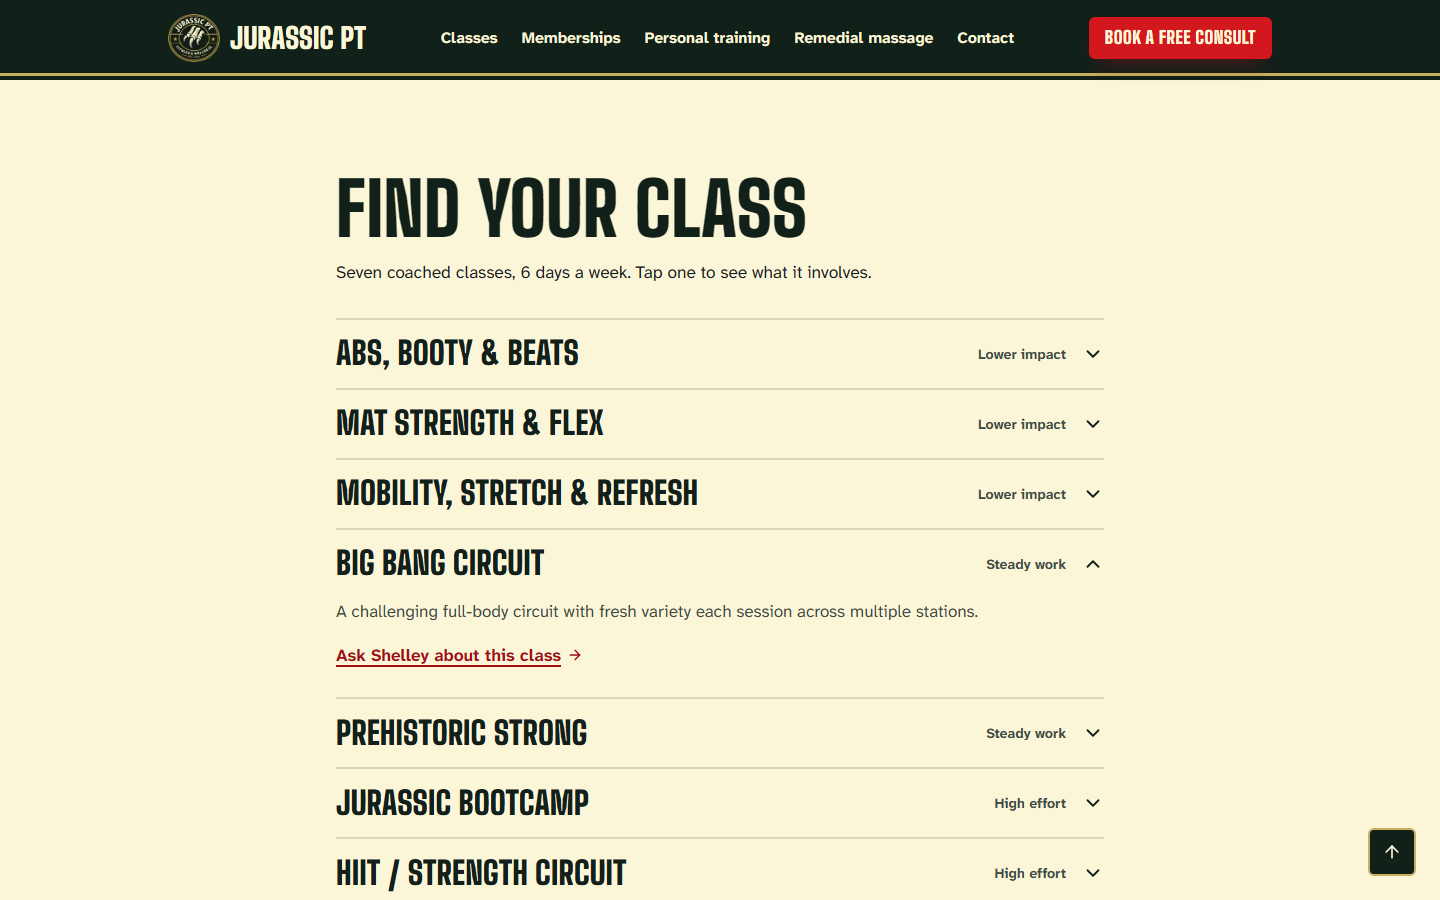 JURASSIC PT
JURASSIC PT
Classes
Memberships
Personal training
Remedial massage
Contact
BOOK A FREE CONSULT
FIND YOUR CLASS
Seven coached classes, 6 days a week. Tap one to see what it involves.
ABS, BOOTY & BEATS
Lower impact
MAT STRENGTH & FLEX
Lower impact
MOBILITY, STRETCH & REFRESH
Lower impact
BIG BANG CIRCUIT
Steady work
A challenging full-body circuit with fresh variety each session across multiple stations.
Ask Shelley about this class →
PREHISTORIC STRONG
Steady work
JURASSIC BOOTCAMP
High effort
HIIT / STRENGTH CIRCUIT
High effort